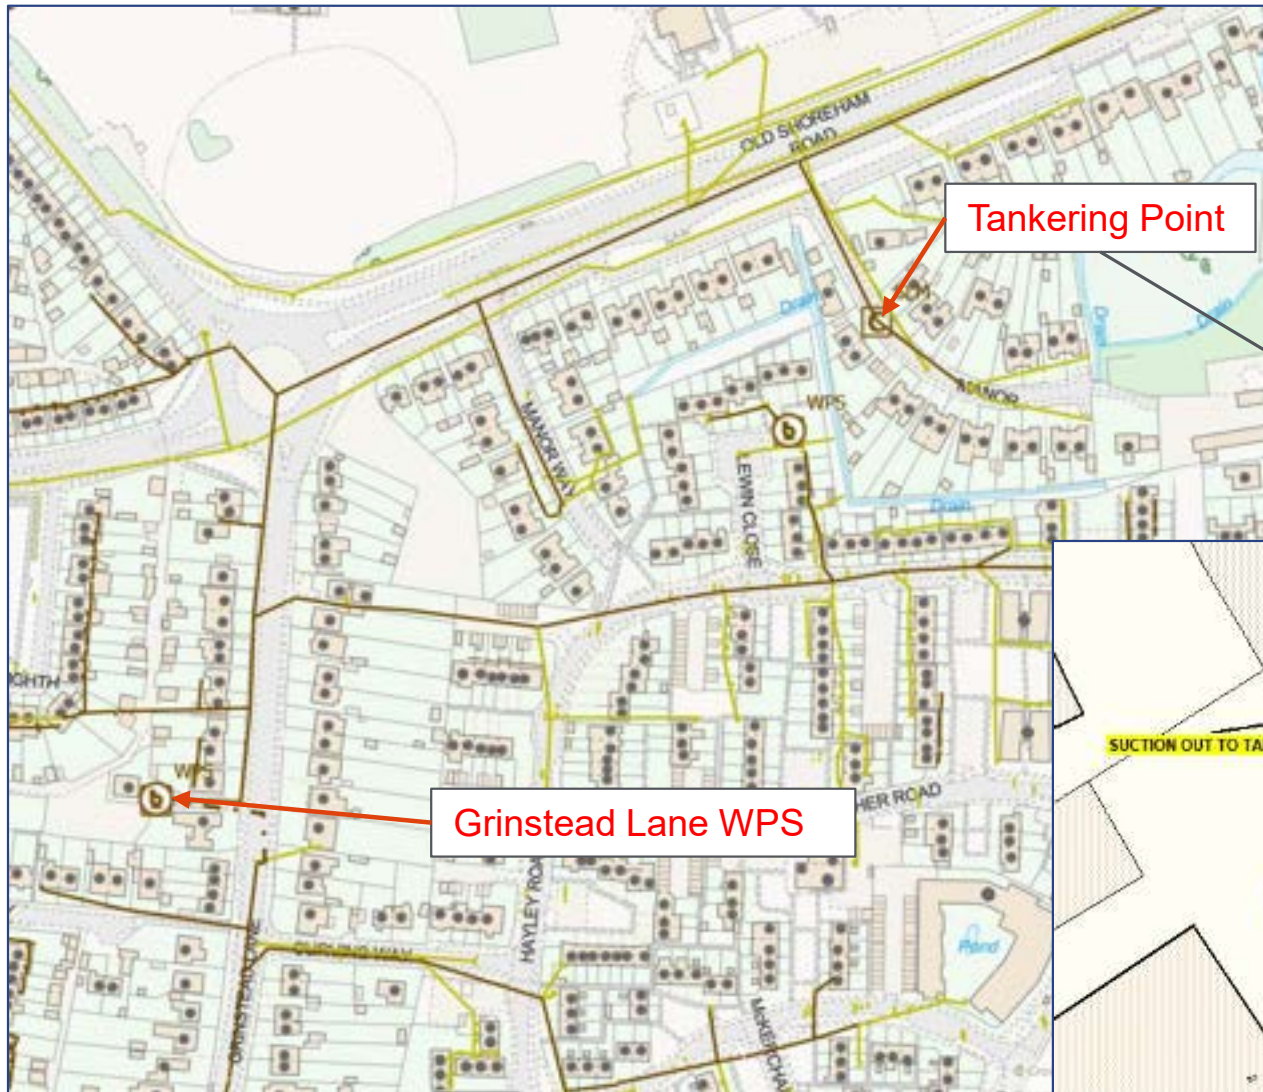 OLD SHOREHAM
ROAD
Tankering Point
Drain
Drain
Drain
MANOR
WPS
MANOR WAY
LEWIN CLOSE
Drain
IGHTH
SUCTION OUT TO TA
WPS
Grinstead Lane WPS
HER ROAD
HAYLEY ROA
Pond
GRINSTEAD LANE